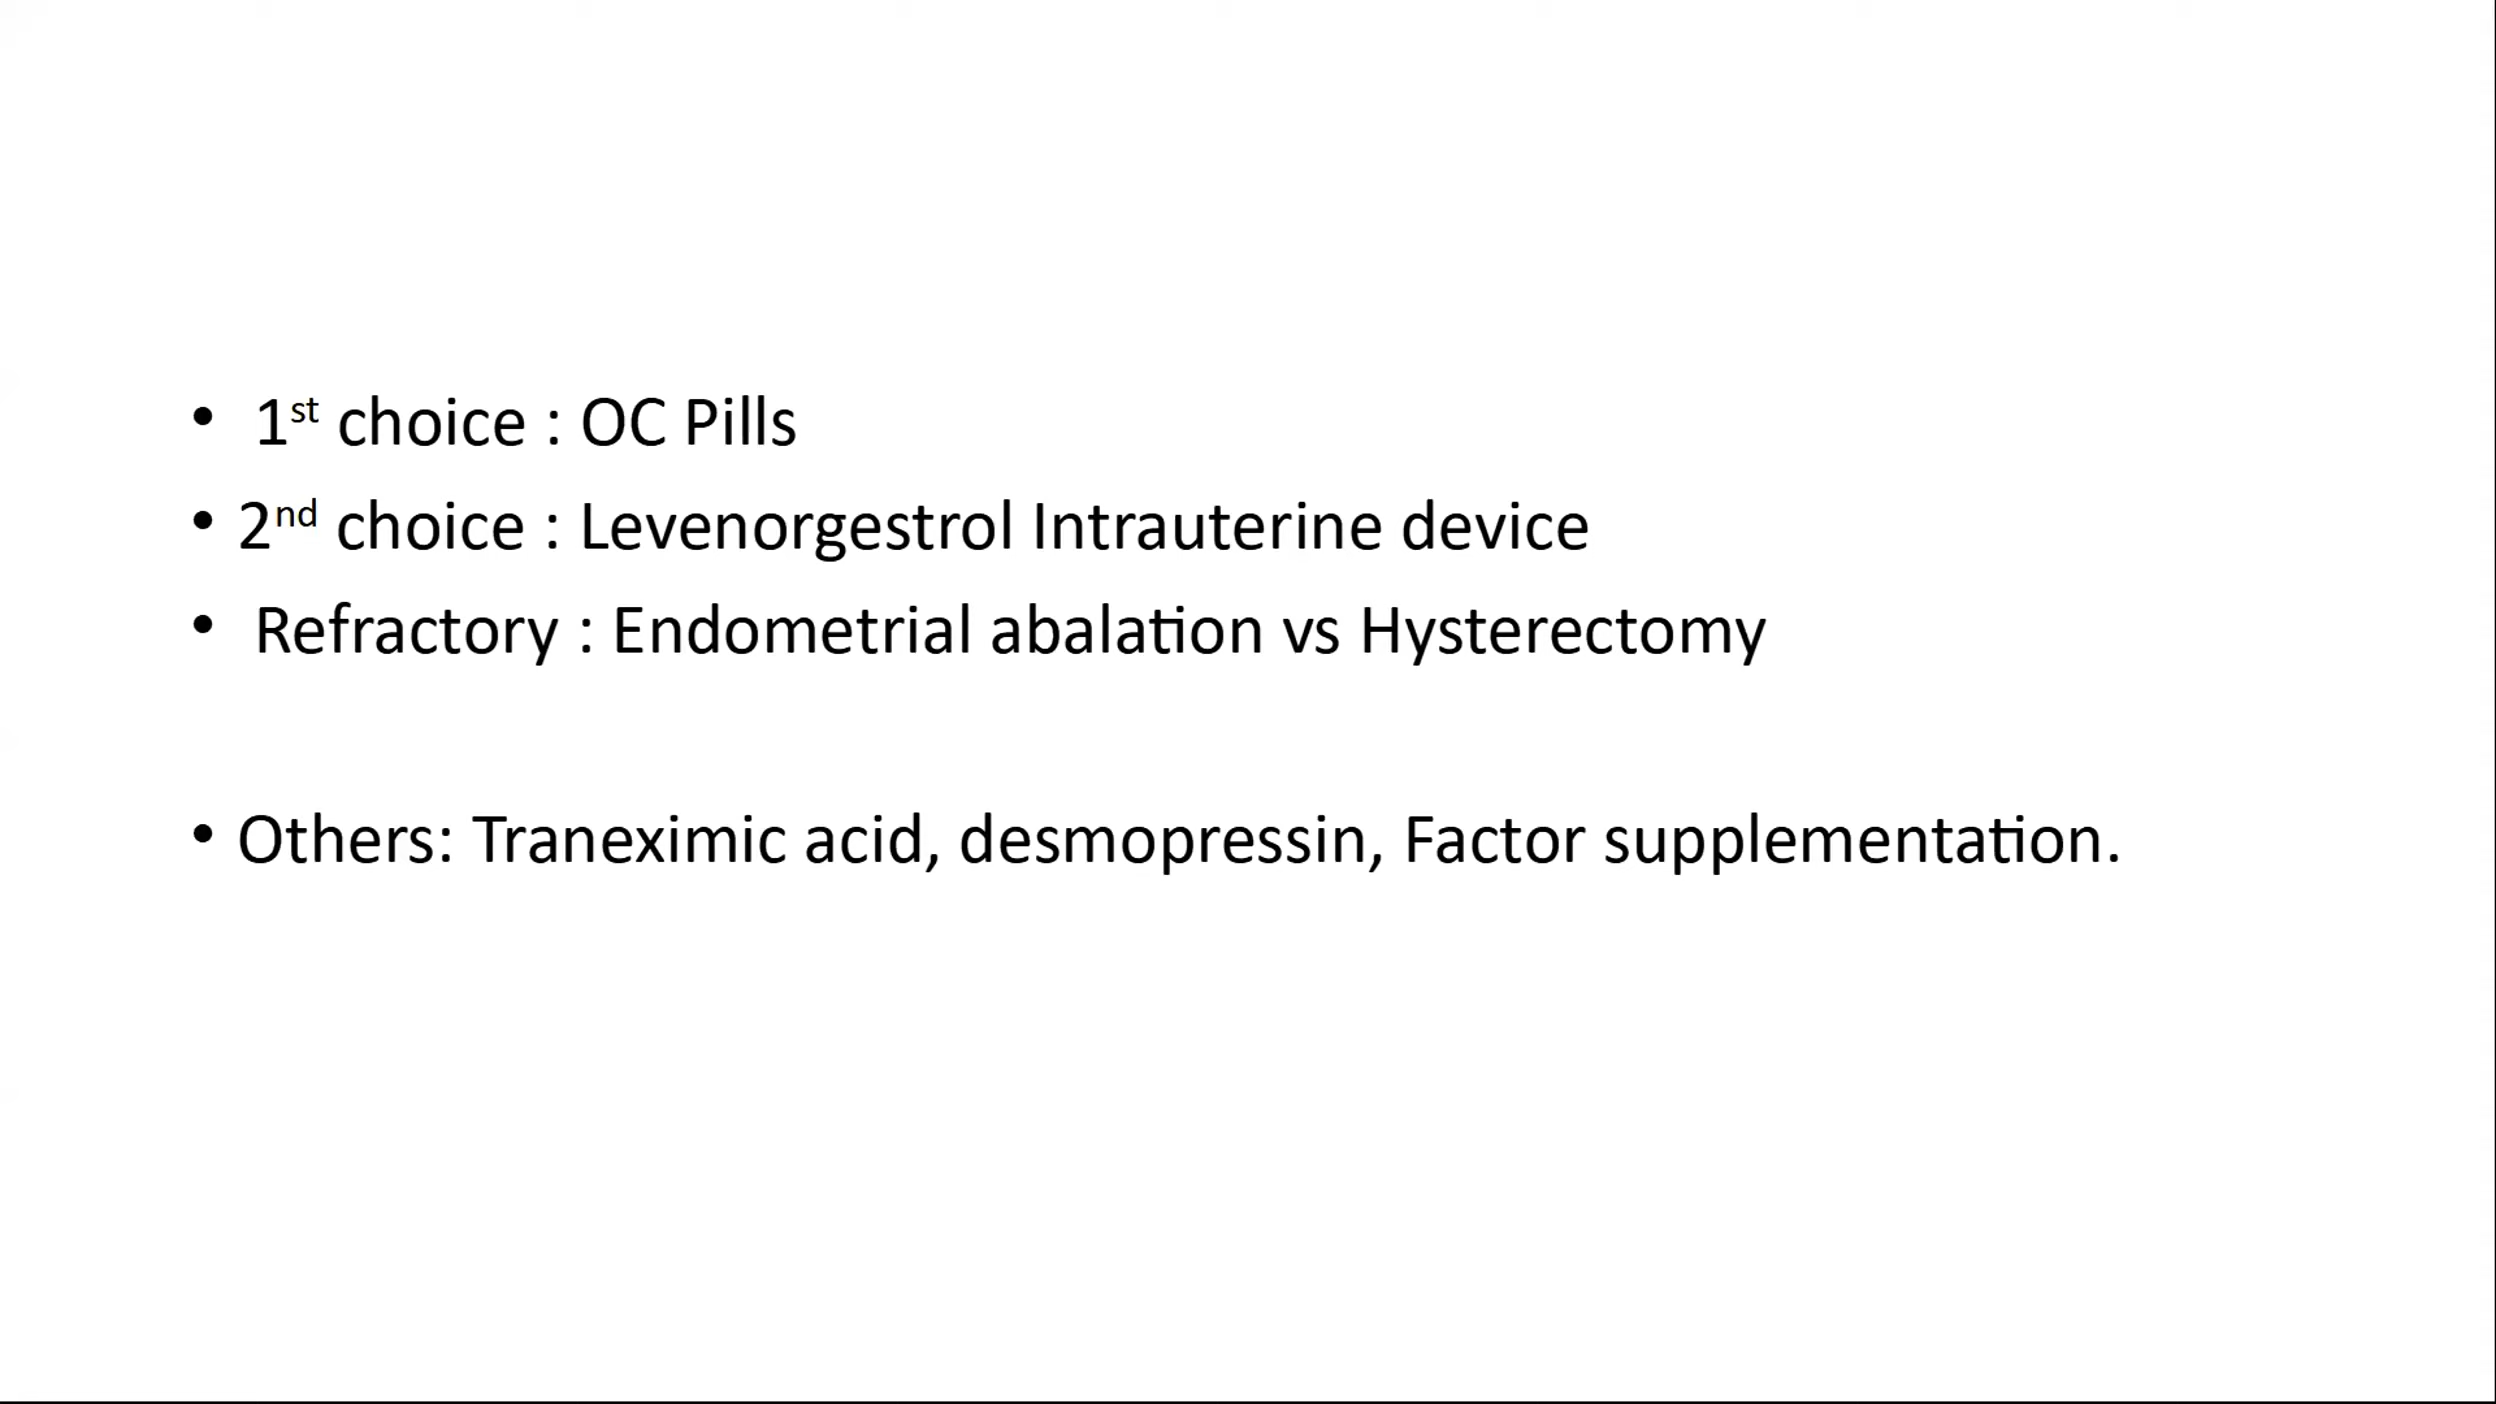 • 1st choice : OC Pills
• 2nd choice : Levenorgestrol Intrauterine device
• Refractory : Endometrial abalation vs Hysterectomy
• Others: Traneximic acid, desmopressin, Factor supplementation.